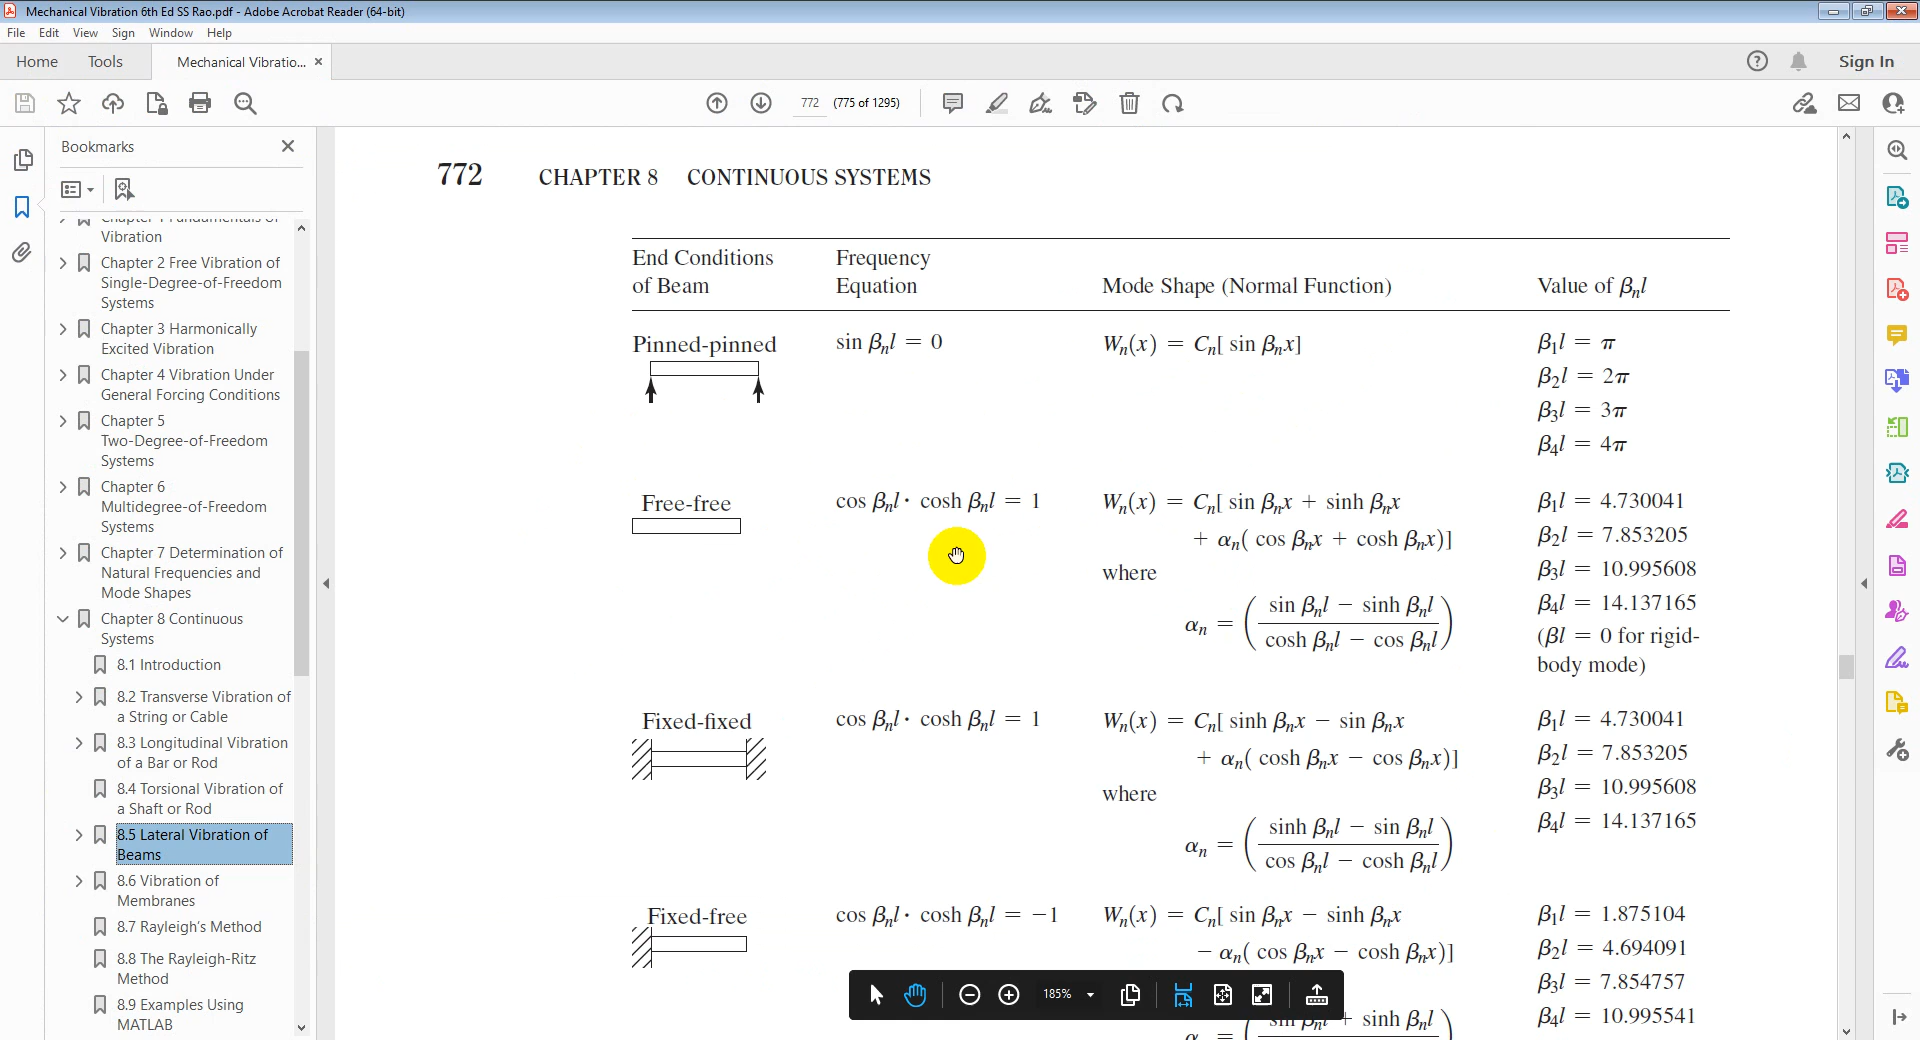 Mechanical Vibration 6th Ed SS Rao.pdf - Adobe Acrobat Reader (64-bit)
File Edit View Sign Window Help
Home Tools Mechanical Vibratio... × Sign In
772 (775 of 1295)
Bookmarks
Vibration
Chapter 2 Free Vibration of
Single-Degree-of-Freedom
Systems
Chapter 3 Harmonically
Excited Vibration
Chapter 4 Vibration Under
General Forcing Conditions
Chapter 5
Two-Degree-of-Freedom
Systems
Chapter 6
Multidegree-of-Freedom
Systems
Chapter 7 Determination of
Natural Frequencies and
Mode Shapes
Chapter 8 Continuous
Systems
8.1 Introduction
8.2 Transverse Vibration of
a String or Cable
8.3 Longitudinal Vibration
of a Bar or Rod
8.4 Torsional Vibration of
a Shaft or Rod
8.5 Lateral Vibration of
Beams
8.6 Vibration of
Membranes
8.7 Rayleigh's Method
8.8 The Rayleigh-Ritz
Method
8.9 Examples Using
MATLAB
772 CHAPTER 8 CONTINUOUS SYSTEMS
End Conditions
of Beam
Frequency
Equation
Mode Shape (Normal Function)
Value of βₙl
Pinned-pinned
sin βₙl = 0
Wₙ(x) = Cₙ[ sin βₙx]
β₁l = π
β₂l = 2π
β₃l = 3π
β₄l = 4π
Free-free
cos βₙl · cosh βₙl = 1
Wₙ(x) = Cₙ[ sin βₙx + sinh βₙx
+ αₙ( cos βₙx + cosh βₙx)]
where
αₙ = ( sin βₙl − sinh βₙl
cosh βₙl − cos βₙl )
β₁l = 4.730041
β₂l = 7.853205
β₃l = 10.995608
β₄l = 14.137165
(βl = 0 for rigid-
body mode)
Fixed-fixed
cos βₙl · cosh βₙl = 1
Wₙ(x) = Cₙ[ sinh βₙx − sin βₙx
+ αₙ( cosh βₙx − cos βₙx)]
where
αₙ = ( sinh βₙl − sin βₙl
cos βₙl − cosh βₙl )
β₁l = 4.730041
β₂l = 7.853205
β₃l = 10.995608
β₄l = 14.137165
Fixed-free
cos βₙl · cosh βₙl = −1
Wₙ(x) = Cₙ[ sin βₙx − sinh βₙx
− αₙ( cos βₙx − cosh βₙx)]
sin βₙl + sinh βₙl
β₁l = 1.875104
β₂l = 4.694091
β₃l = 7.854757
β₄l = 10.995541
185%